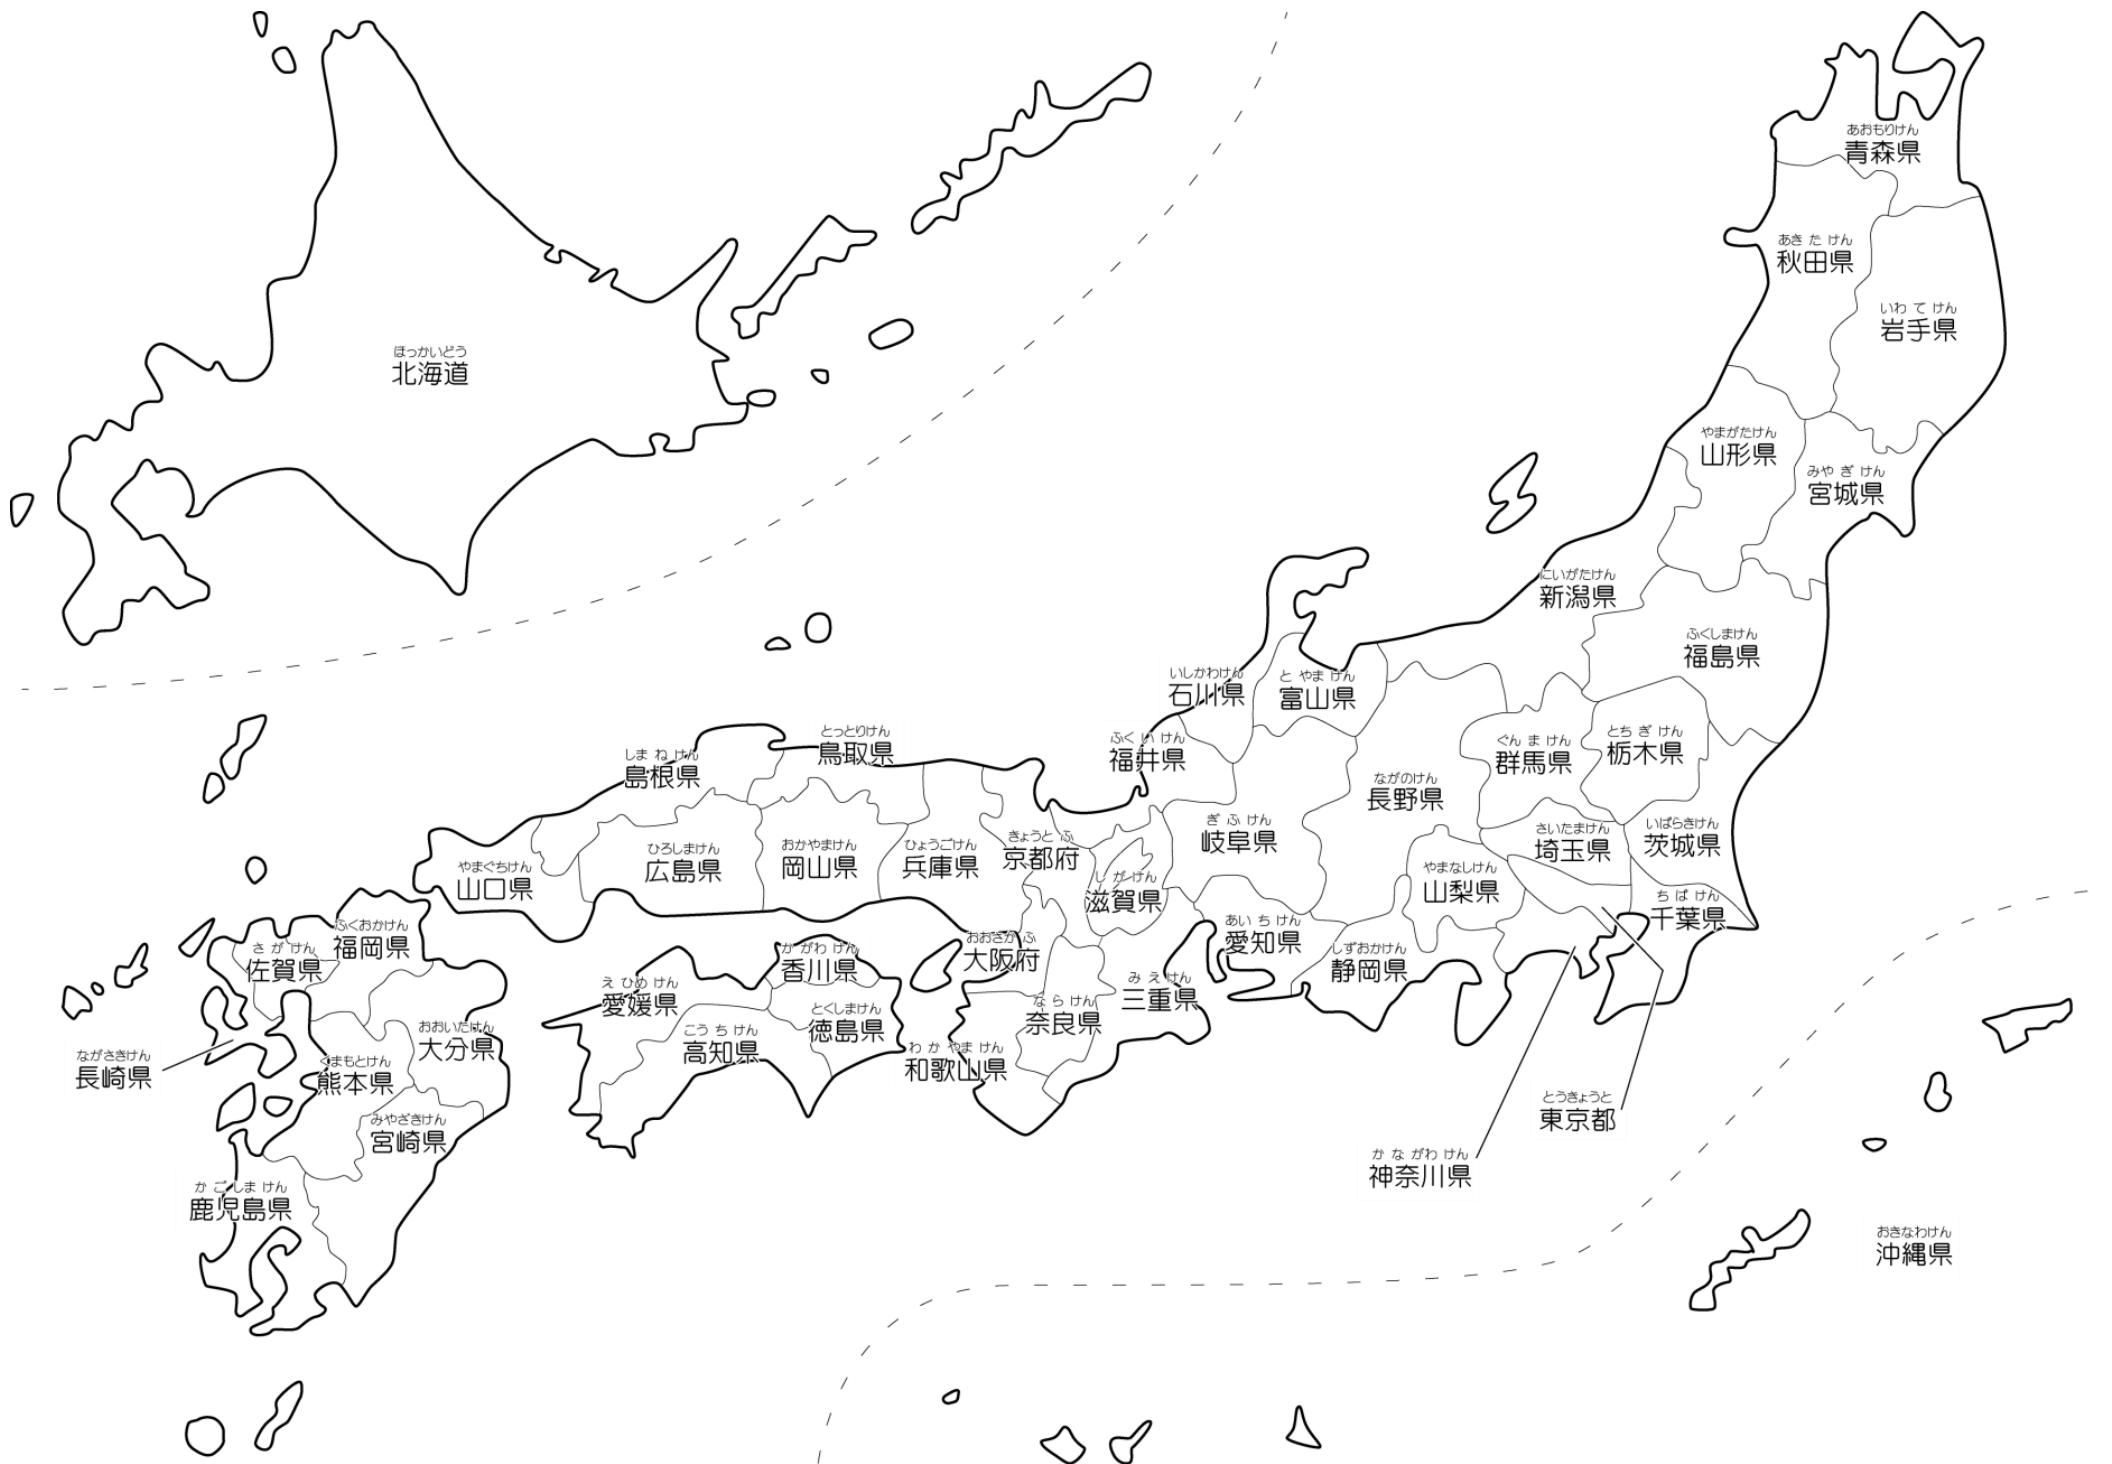 ほっかいどう
北海道
あおもりけん
青森県
あきたけん
秋田県
いわてけん
岩手県
やまがたけん
山形県
みやぎけん
宮城県
にいがたけん
新潟県
ふくしまけん
福島県
いしかわけん
石川県
とやまけん
富山県
ふくいけん
福井県
ぐんまけん
群馬県
とちぎけん
栃木県
とっとりけん
鳥取県
しまねけん
島根県
ながのけん
長野県
ぎふけん
岐阜県
さいたまけん
埼玉県
いばらきけん
茨城県
きょうとふ
京都府
ひょうごけん
兵庫県
おかやまけん
岡山県
ひろしまけん
広島県
やまぐちけん
山口県
しがけん
滋賀県
やまなしけん
山梨県
ちばけん
千葉県
あいちけん
愛知県
しずおかけん
静岡県
ふくおかけん
福岡県
さがけん
佐賀県
かがわけん
香川県
おおさかふ
大阪府
えひめけん
愛媛県
とくしまけん
徳島県
みえけん
三重県
ならけん
奈良県
おおいたけん
大分県
こうちけん
高知県
わかやまけん
和歌山県
ながさきけん
長崎県
くまもとけん
熊本県
みやざきけん
宮崎県
とうきょうと
東京都
かながわけん
神奈川県
かごしまけん
鹿児島県
おきなわけん
沖縄県